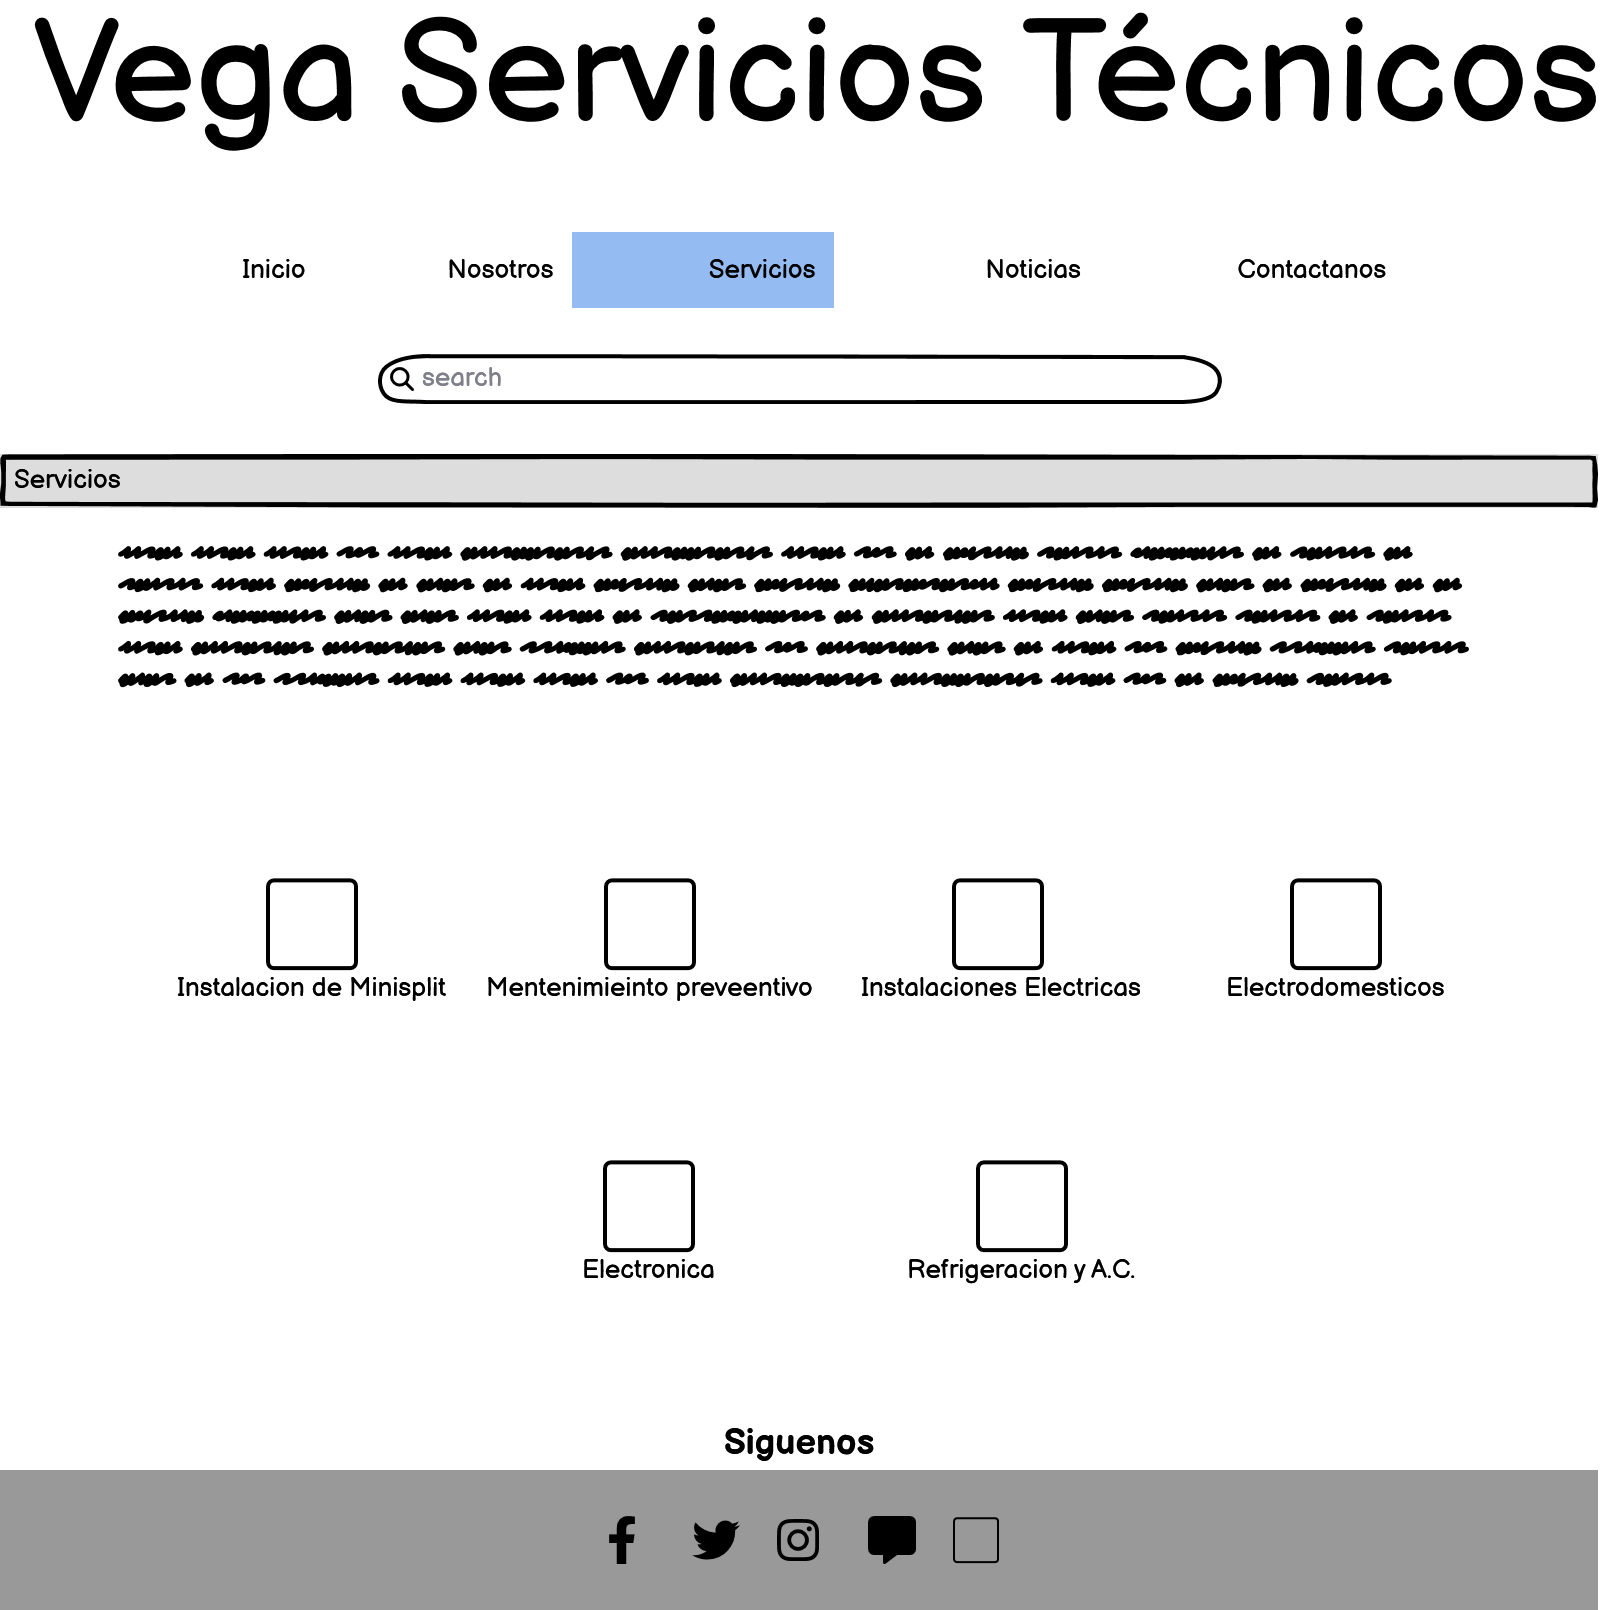 Vega Servicios Técnicos
Inicio Nosotros Servicios Noticias Contactanos
search
Servicios
Instalacion de Minisplit Mentenimieinto preveentivo Instalaciones Electricas Electrodomesticos
Electronica Refrigeracion y A.C.
Siguenos